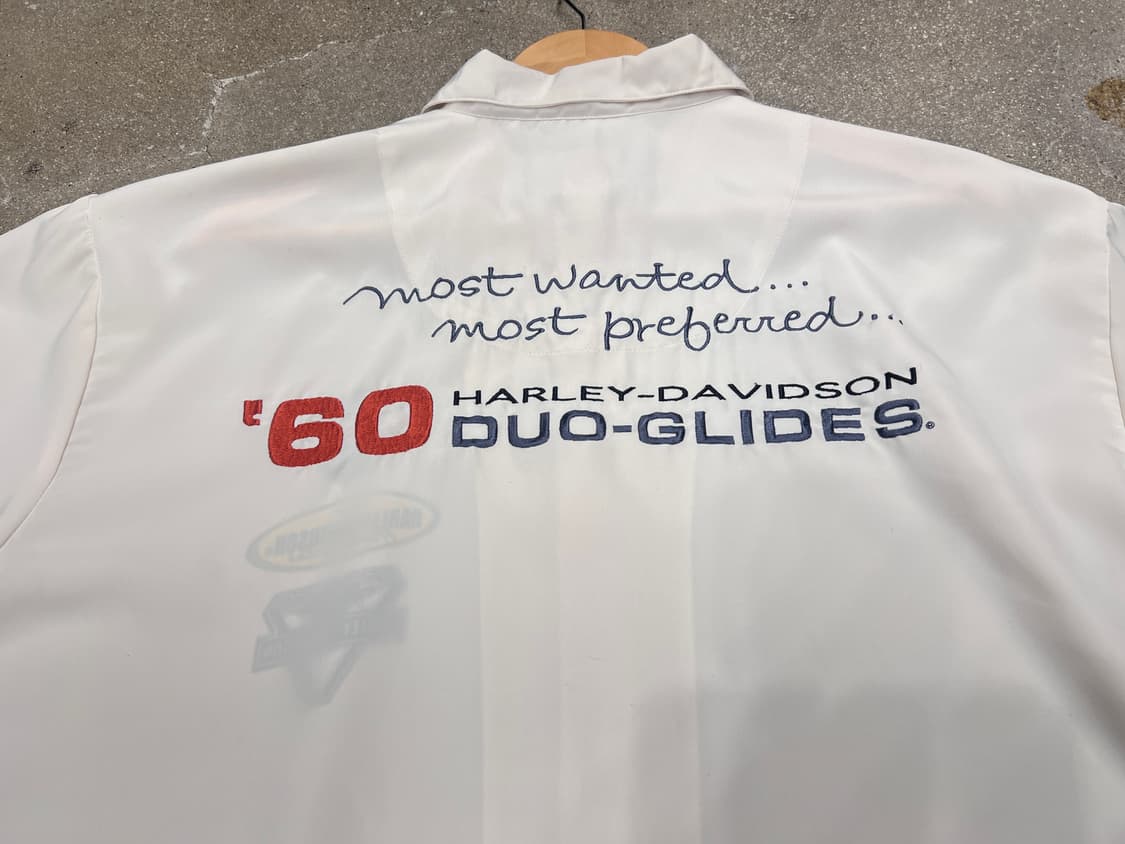 most wanted...
most preferred...
'60 HARLEY-DAVIDSON
DUO-GLIDES®